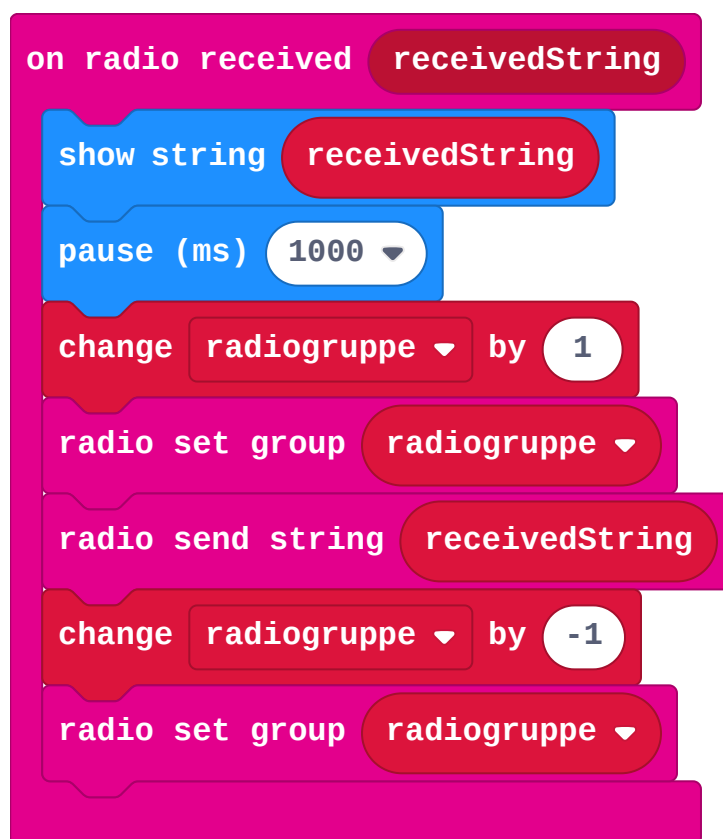 on radio received receivedString
show string receivedString
pause (ms) 1000
change radiogruppe by 1
radio set group radiogruppe
radio send string receivedString
change radiogruppe by -1
radio set group radiogruppe